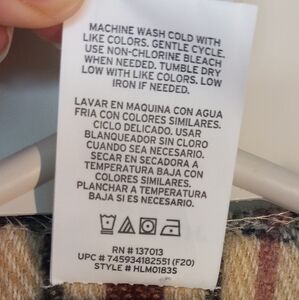 MACHINE WASH COLD WITH
LIKE COLORS. GENTLE CYCLE.
USE NON-CHLORINE BLEACH
WHEN NEEDED. TUMBLE DRY
LOW WITH LIKE COLORS. LOW
IRON IF NEEDED.
LAVAR EN MAQUINA CON AGUA
FRIA CON COLORES SIMILARES.
CICLO DELICADO. USAR
BLANQUEADOR SIN CLORO
CUANDO SEA NECESARIO.
SECAR EN SECADORA A
TEMPERATURA BAJA CON
COLORES SIMILARES.
PLANCHAR A TEMPERATURA
BAJA SI ES NECESARIO.
RN # 137013
UPC # 745934182551 (F20)
STYLE # HLM0183S